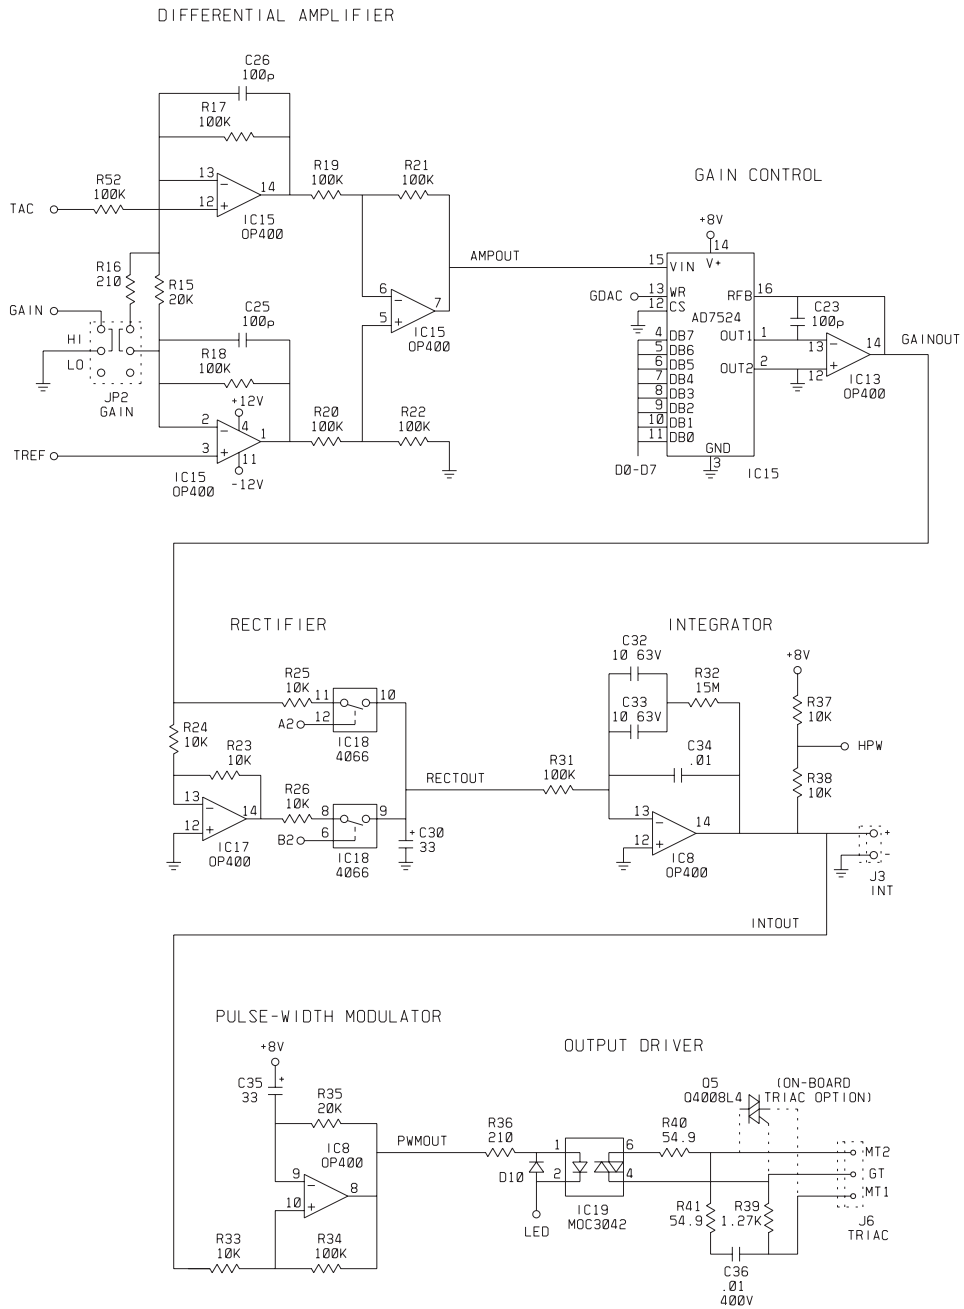 DIFFERENTIAL AMPLIFIER
C26
100p
R17
100K
R52
100K
TAC
13
12
14
IC15
OP400
R19
100K
R21
100K
R16
210
R15
20K
GAIN
HI
LO
JP2
GAIN
C25
100p
R18
100K
+12V
2
3
4
11
1
-12V
TREF
IC15
OP400
R20
100K
R22
100K
6
5
7
IC15
OP400
AMPOUT
GAIN CONTROL
+8V
14
V+
15
VIN
GDAC
13
WR
12
CS
AD7524
4
DB7
5
DB6
6
DB5
7
DB4
8
DB3
9
DB2
10
DB1
11
DB0
D0-D7
RFB
16
OUT1
1
OUT2
2
GND
3
IC15
C23
100p
13
12
14
IC13
OP400
GAINOUT
RECTIFIER
R25
10K
11
10
12
A2
IC18
4066
R24
10K
R23
10K
13
12
14
IC17
OP400
R26
10K
8
9
6
B2
IC18
4066
RECTOUT
+
C30
33
INTEGRATOR
C32
10 63V
C33
10 63V
R32
15M
C34
.01
R31
100K
13
12
14
IC8
OP400
+8V
R37
10K
HPW
R38
10K
+
-
J3
INT
INTOUT
PULSE-WIDTH MODULATOR
+8V
C35
33
+
R35
20K
IC8
OP400
9
10
8
R33
10K
R34
100K
PWMOUT
OUTPUT DRIVER
R36
210
D10
LED
1
2
6
4
IC19
MOC3042
R40
54.9
Q5
Q4008L4
(ON-BOARD
TRIAC OPTION)
R41
54.9
R39
1.27K
C36
.01
400V
MT2
GT
MT1
J6
TRIAC